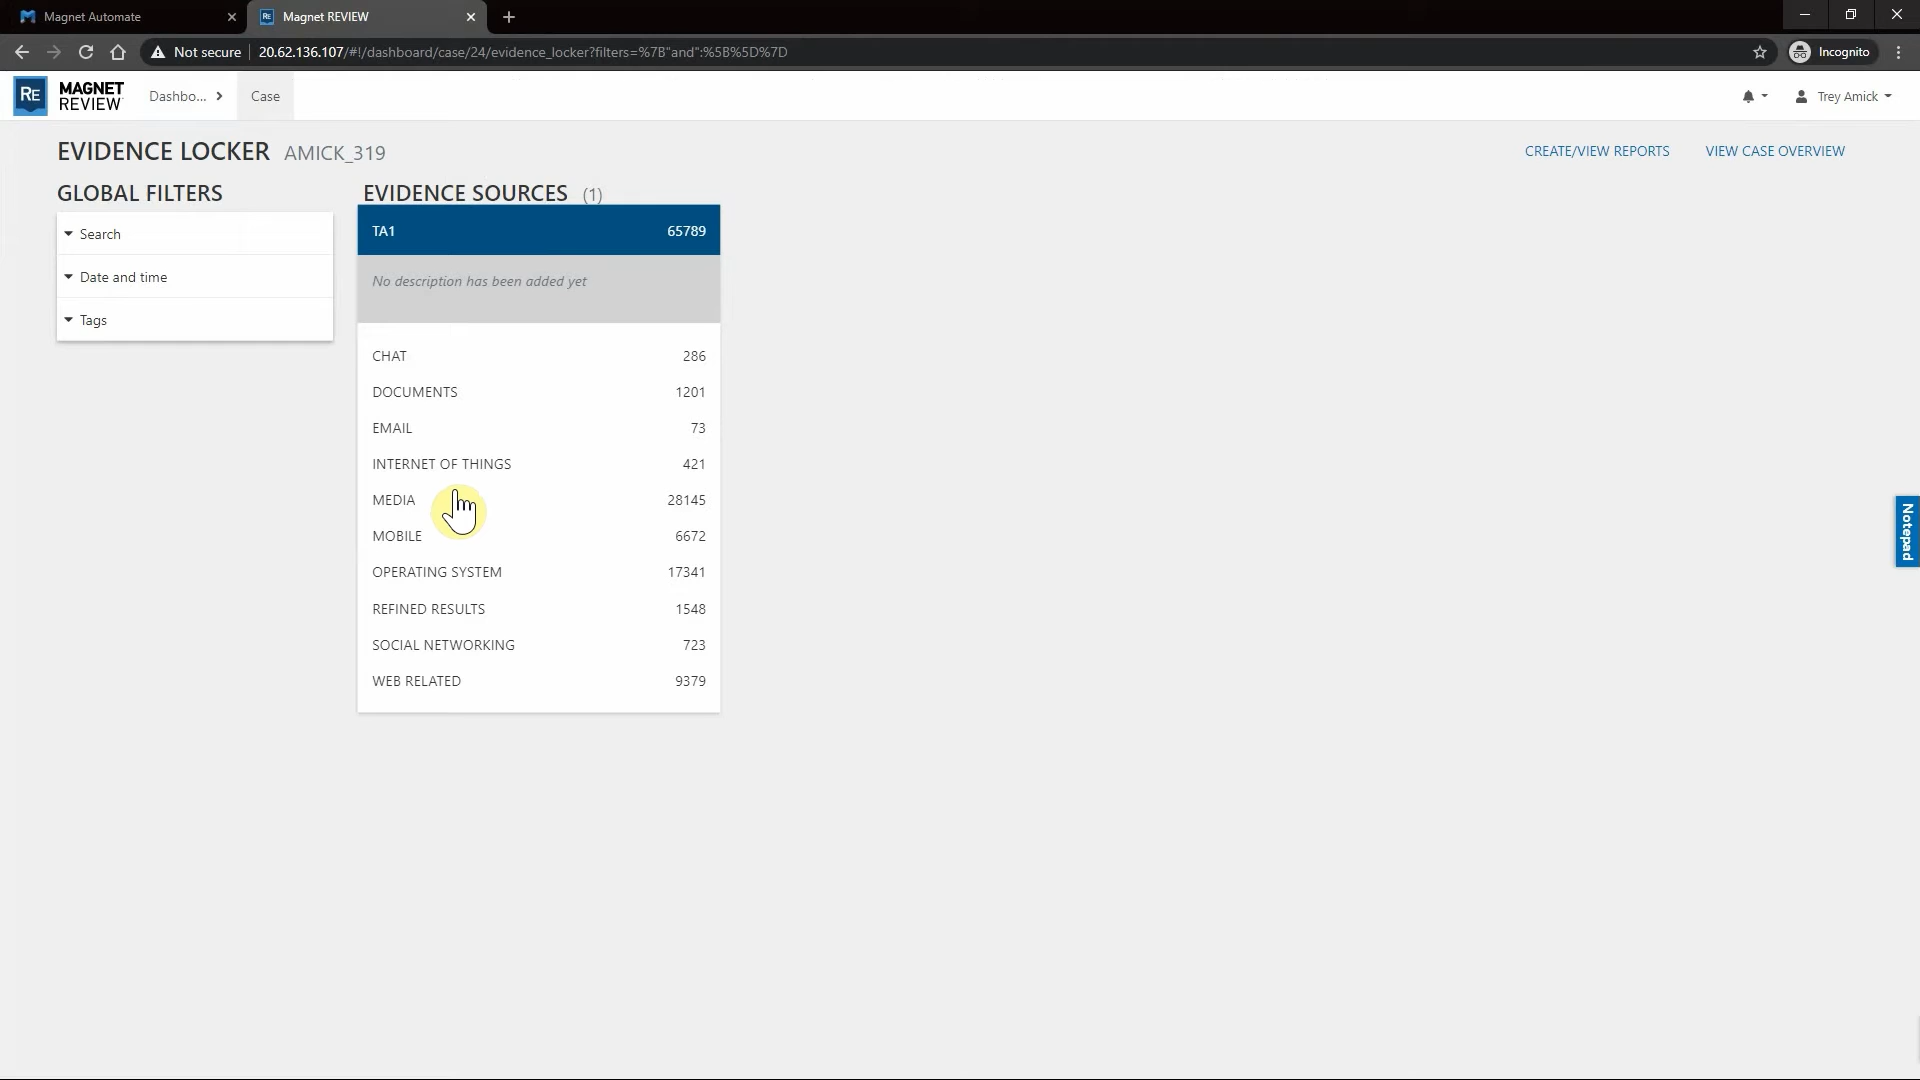 Magnet Automate
Magnet REVIEW
Not secure
20.62.136.107/#!/dashboard/case/24/evidence_locker?filters=%7B"and":%5B%5D%7D
Incognito
RE
MAGNET
REVIEW
Dashbo...
Case
Trey Amick
EVIDENCE LOCKER AMICK_319
CREATE/VIEW REPORTS
VIEW CASE OVERVIEW
GLOBAL FILTERS
Search
Date and time
Tags
EVIDENCE SOURCES (1)
TA1 65789
No description has been added yet
CHAT 286
DOCUMENTS 1201
EMAIL 73
INTERNET OF THINGS 421
MEDIA 28145
MOBILE 6672
OPERATING SYSTEM 17341
REFINED RESULTS 1548
SOCIAL NETWORKING 723
WEB RELATED 9379
Notepad